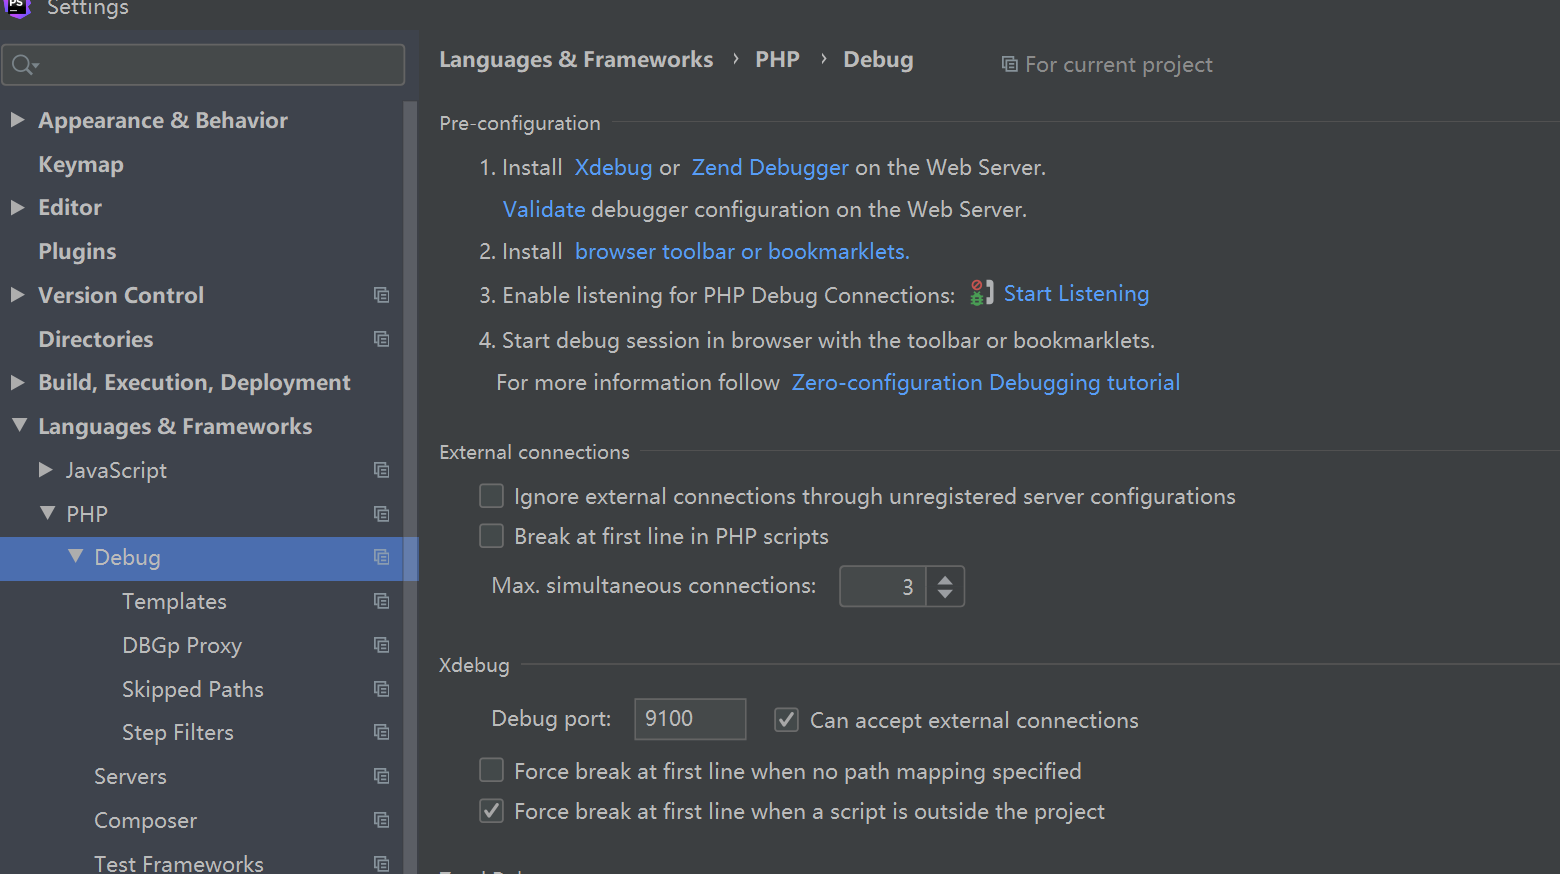 PS
Settings
Languages & Frameworks › PHP › Debug
For current project
Appearance & Behavior
Keymap
Editor
Plugins
Version Control
Directories
Build, Execution, Deployment
Languages & Frameworks
JavaScript
PHP
Debug
Templates
DBGp Proxy
Skipped Paths
Step Filters
Servers
Composer
Test Frameworks
Pre-configuration
1. Install Xdebug or Zend Debugger on the Web Server.
Validate debugger configuration on the Web Server.
2. Install browser toolbar or bookmarklets.
3. Enable listening for PHP Debug Connections: Start Listening
4. Start debug session in browser with the toolbar or bookmarklets.
For more information follow Zero-configuration Debugging tutorial
External connections
Ignore external connections through unregistered server configurations
Break at first line in PHP scripts
Max. simultaneous connections: 3
Xdebug
Debug port: 9100 Can accept external connections
Force break at first line when no path mapping specified
Force break at first line when a script is outside the project